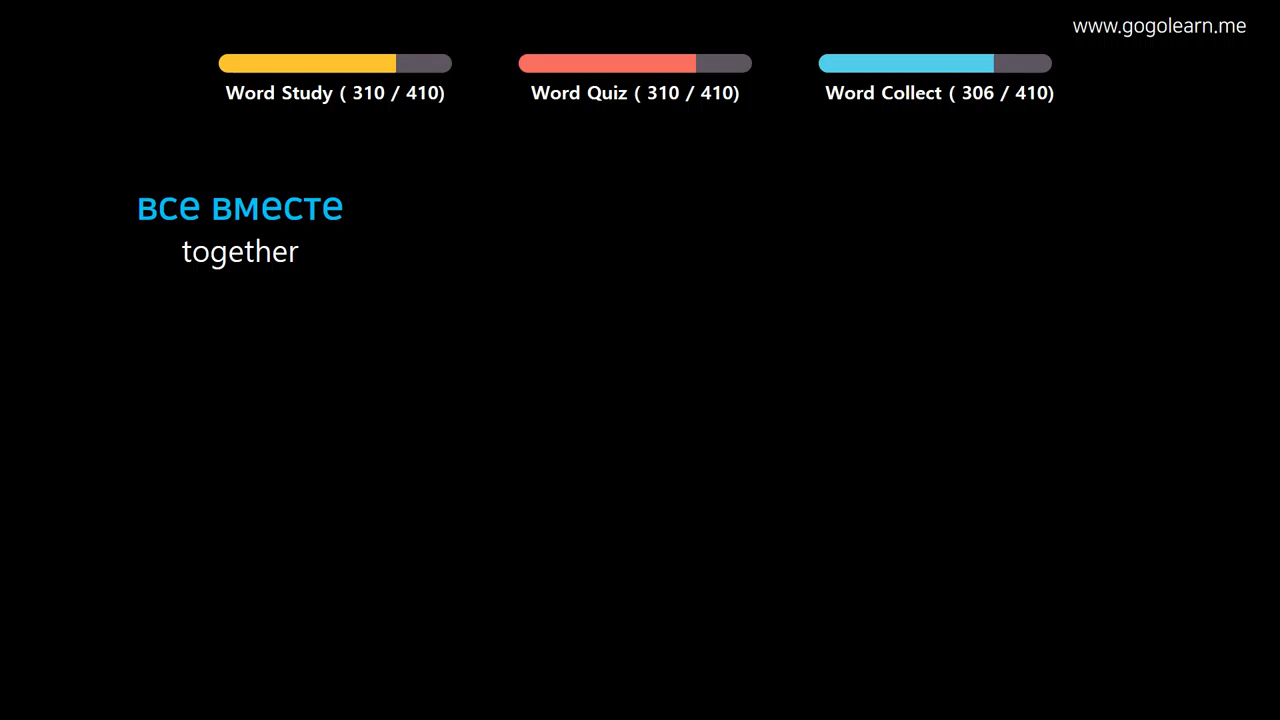 www.gogolearn.me
Word Study ( 310 / 410)
Word Quiz ( 310 / 410)
Word Collect ( 306 / 410)
все вместе
together